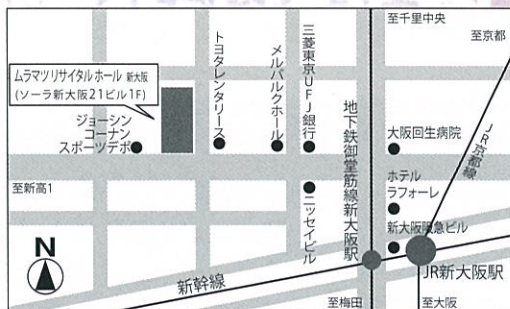 至千里中央
至京都
ムラマツリサイタルホール 新大阪
(ソーラ新大阪21ビル1F)
ジョーシン
コーナン
スポーツデポ
トヨタレンタリース
メルパルクホール
三菱東京UFJ銀行
地下鉄御堂筋線新大阪駅
大阪回生病院
JR京都線
至新高1
ニッセイビル
ホテル
ラフォーレ
新大阪阪急ビル
N
新幹線
JR新大阪駅
至梅田
至大阪